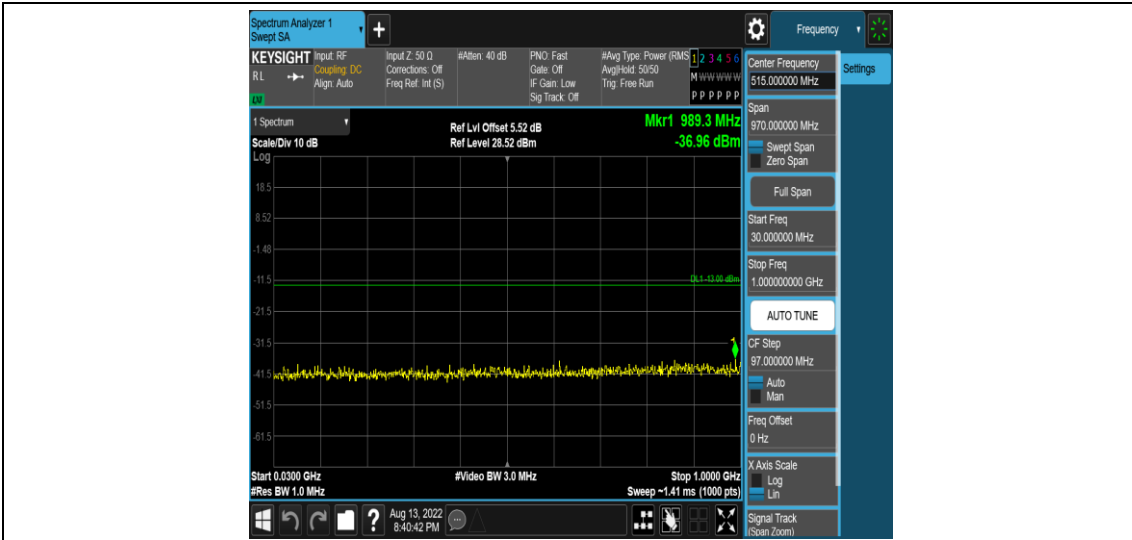 Spectrum Analyzer 1
Swept SA
+
Frequency
KEYSIGHT
RL
LXI
Input: RF
Coupling: DC
Align: Auto
Input Z: 50 Ω
Corrections: Off
Freq Ref: Int (S)
#Atten: 40 dB
PNO: Fast
Gate: Off
IF Gain: Low
Sig Track: Off
#Avg Type: Power (RMS
Avg|Hold: 50/50
Trig: Free Run
1 2 3 4 5 6
M W W W W W
P P P P P P
1 Spectrum
Scale/Div 10 dB
Log
Ref Lvl Offset 5.52 dB
Ref Level 28.52 dBm
Mkr1 989.3 MHz
-36.96 dBm
18.5
8.52
-1.48
-11.5
DL1 -13.00 dBm
-21.5
-31.5
1
-41.5
-51.5
-61.5
Start 0.0300 GHz
#Res BW 1.0 MHz
#Video BW 3.0 MHz
Stop 1.0000 GHz
Sweep ~1.41 ms (1000 pts)
?
Aug 13, 2022
8:40:42 PM
Center Frequency
515.000000 MHz
Settings
Span
970.000000 MHz
Swept Span
Zero Span
Full Span
Start Freq
30.000000 MHz
Stop Freq
1.000000000 GHz
AUTO TUNE
CF Step
97.000000 MHz
Auto
Man
Freq Offset
0 Hz
X Axis Scale
Log
Lin
Signal Track
(Span Zoom)